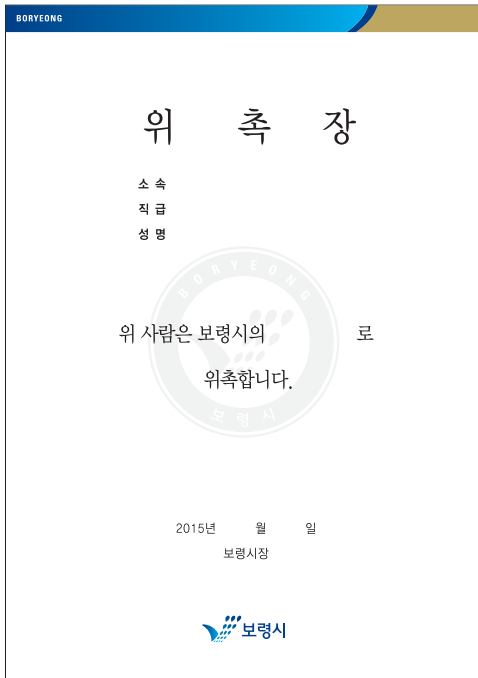 BORYEONG
위 촉 장
소 속
직 급
성 명
BORYEONG
위 사람은 보령시의 로
위촉합니다.
보령시
2015년 월 일
보령시장
보령시